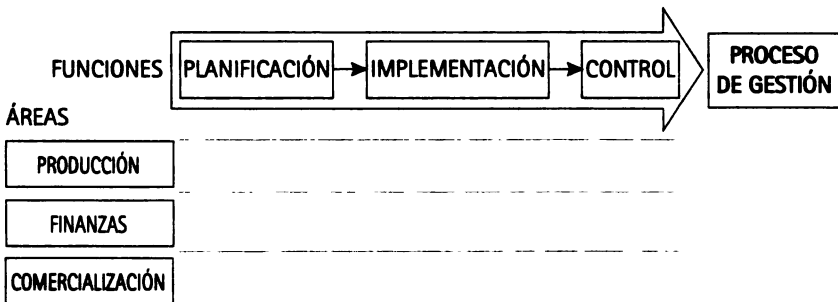 FUNCIONES PLANIFICACIÓN IMPLEMENTACIÓN CONTROL PROCESO DE GESTIÓN
ÁREAS
PRODUCCIÓN
FINANZAS
COMERCIALIZACIÓN